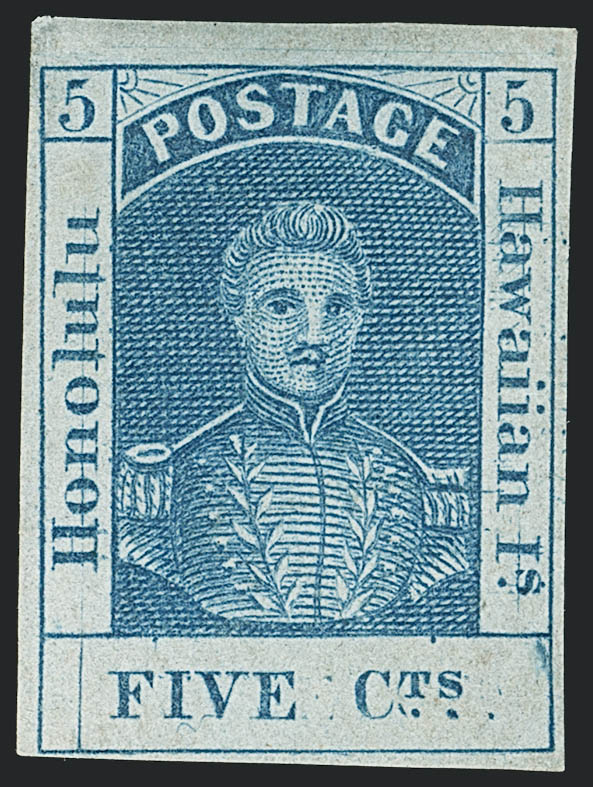 5
POSTAGE
5
Honolulu
Hawaiian Is.
FIVE Cts.